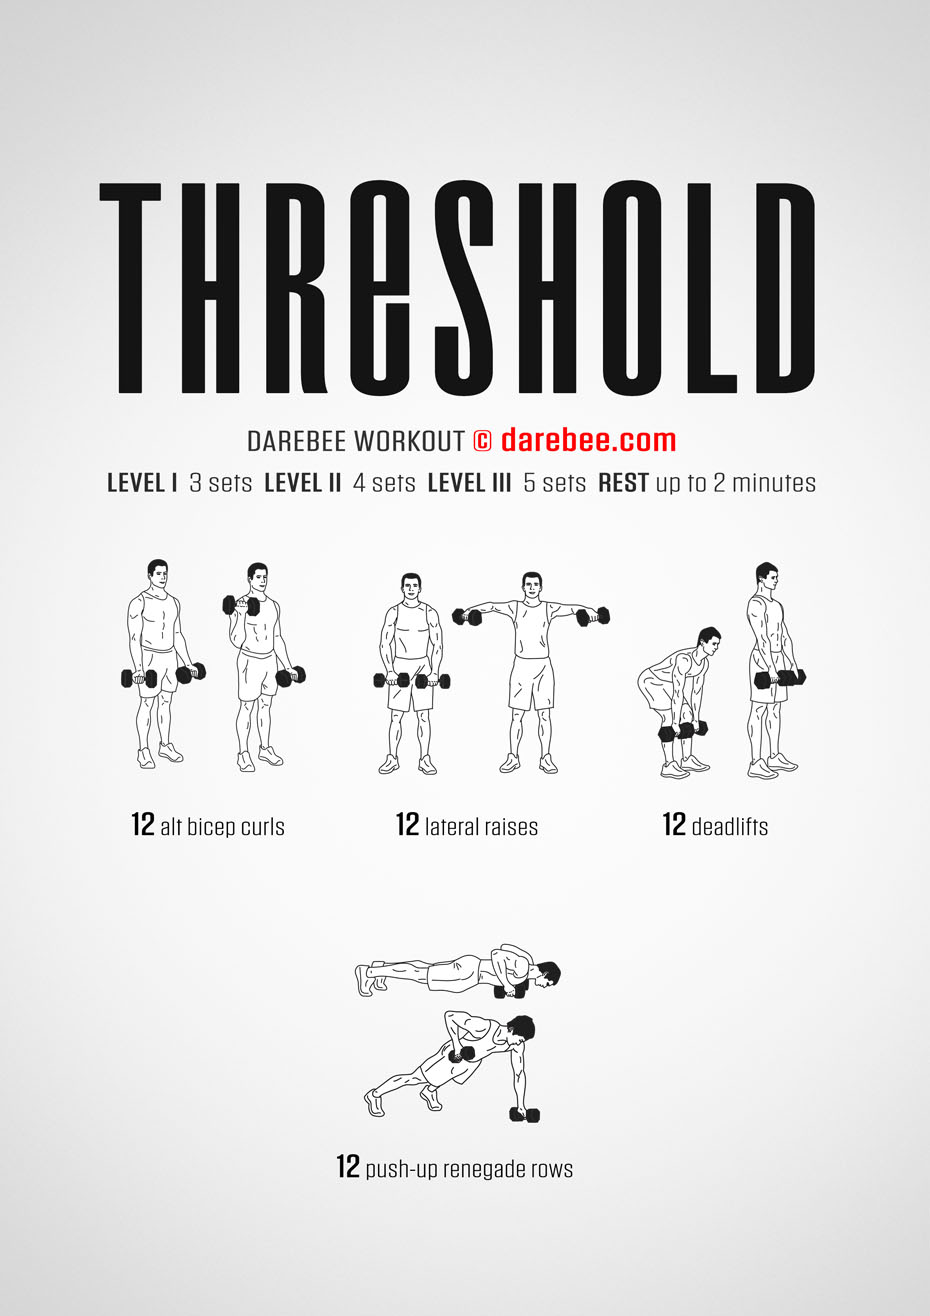 THReSHOLD
DAREBEE WORKOUT © darebee.com
LEVEL I 3 sets LEVEL II 4 sets LEVEL III 5 sets REST up to 2 minutes
12 alt bicep curls
12 lateral raises
12 deadlifts
12 push-up renegade rows